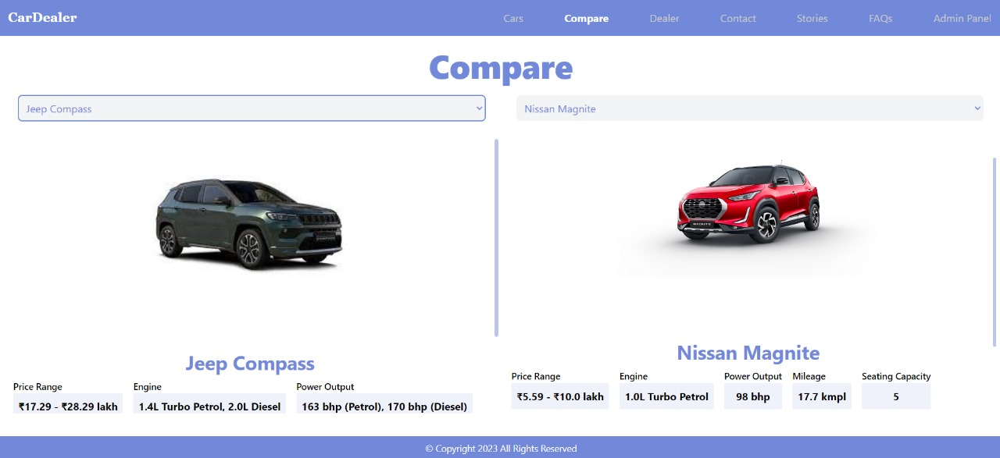 CarDealer
Cars Compare Dealer Contact Stories FAQs Admin Panel
Compare
Jeep Compass
Nissan Magnite
Jeep Compass
Price Range Engine Power Output
₹17.29 - ₹28.29 lakh 1.4L Turbo Petrol, 2.0L Diesel 163 bhp (Petrol), 170 bhp (Diesel)
MAGNITE
Nissan Magnite
Price Range Engine Power Output Mileage Seating Capacity
₹5.59 - ₹10.0 lakh 1.0L Turbo Petrol 98 bhp 17.7 kmpl 5
© Copyright 2023 All Rights Reserved